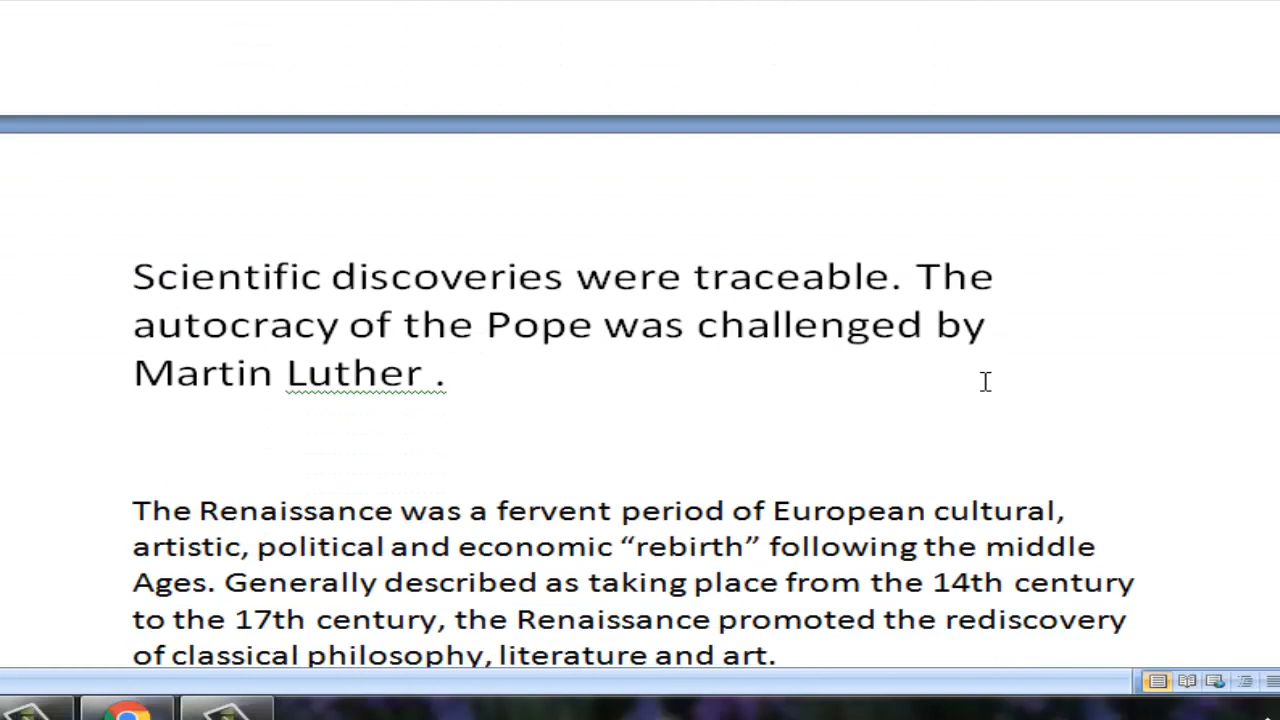 Scientific discoveries were traceable. The
autocracy of the Pope was challenged by
Martin Luther .
The Renaissance was a fervent period of European cultural,
artistic, political and economic “rebirth” following the middle
Ages. Generally described as taking place from the 14th century
to the 17th century, the Renaissance promoted the rediscovery
of classical philosophy, literature and art.